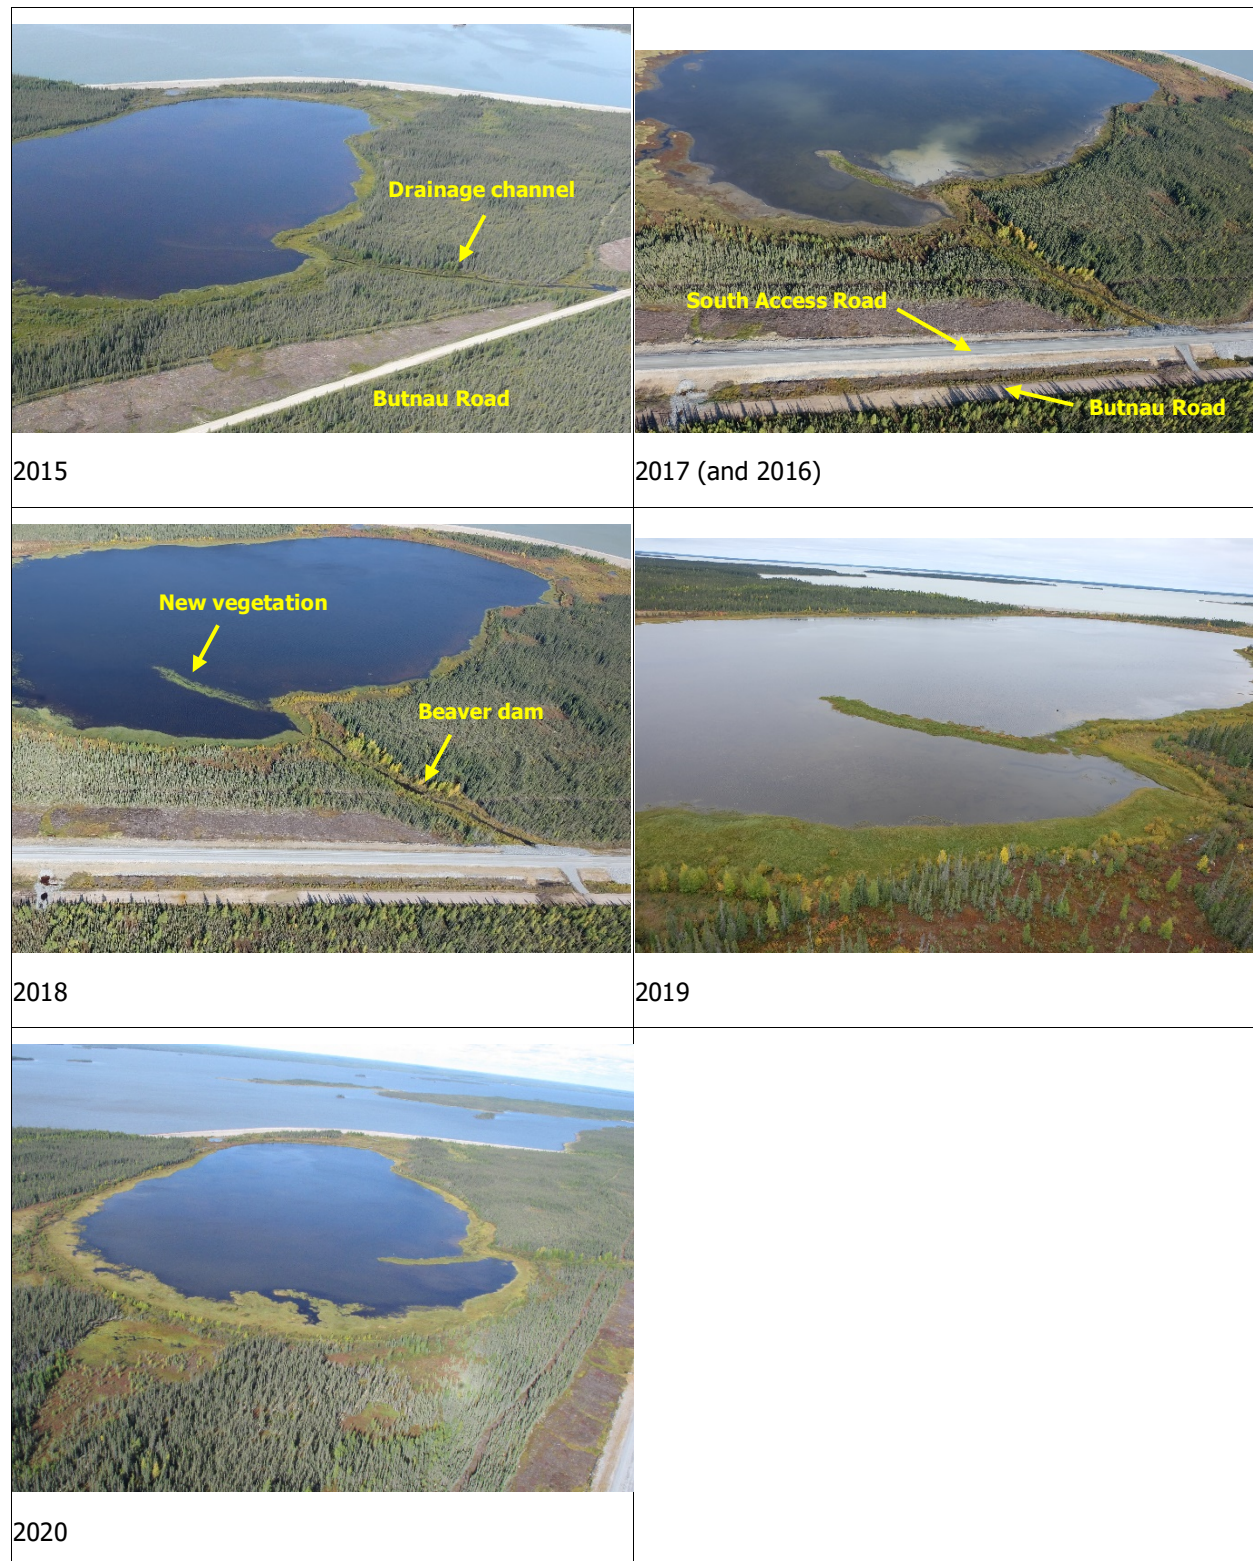 Drainage channel
Butnau Road
2015
South Access Road
Butnau Road
2017 (and 2016)
New vegetation
Beaver dam
2018
2019
2020